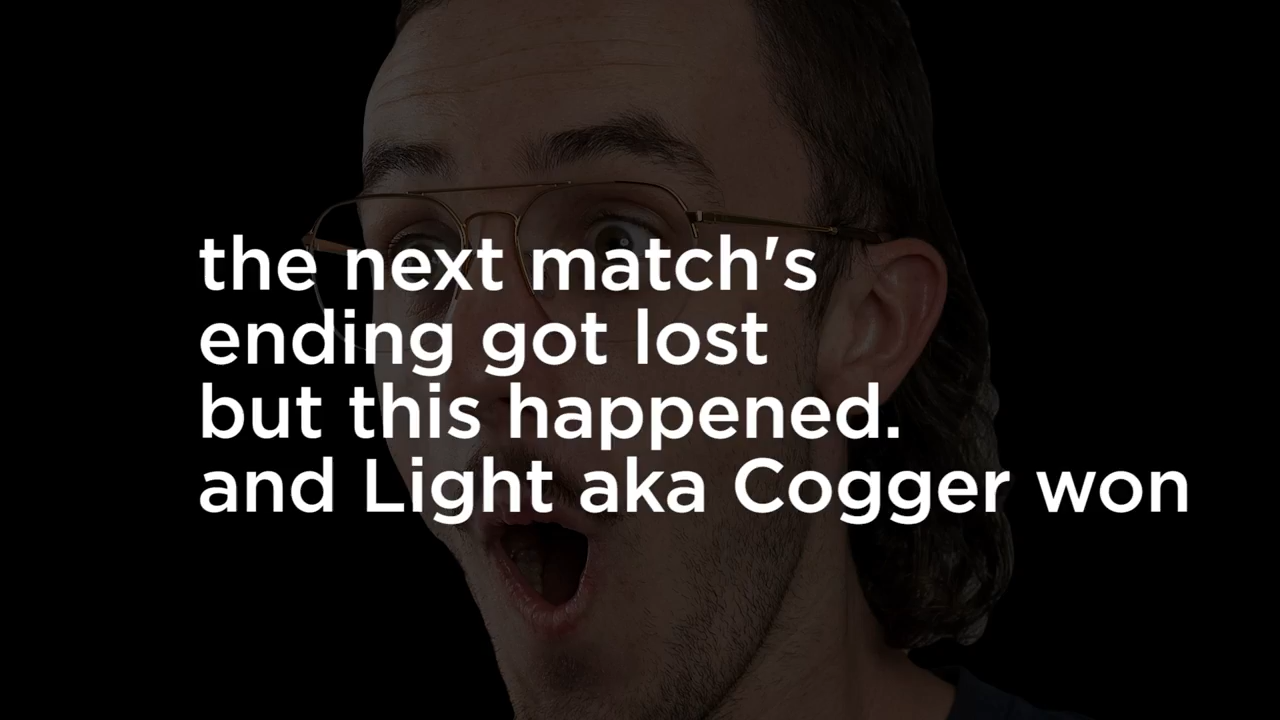 the next match's
ending got lost
but this happened.
and Light aka Cogger won